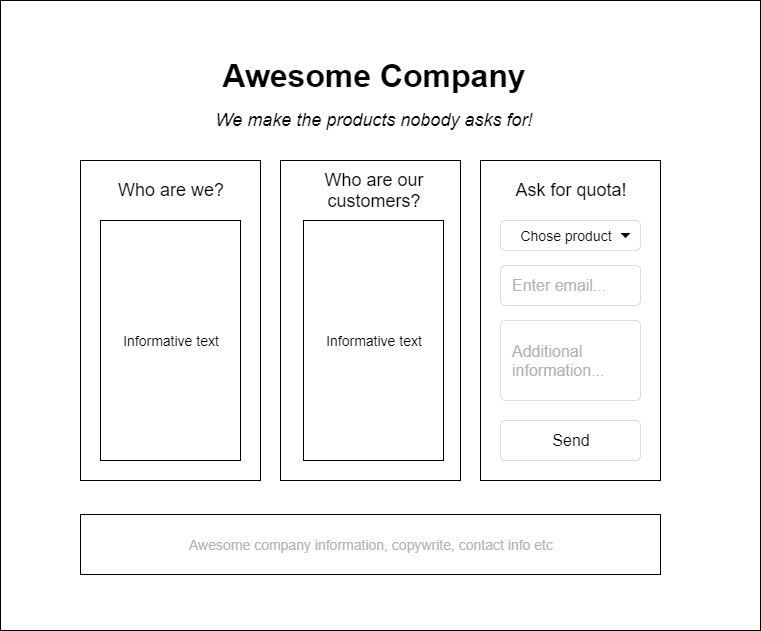 Awesome Company
We make the products nobody asks for!
Who are we?
Informative text
Who are our
customers?
Informative text
Ask for quota!
Chose product
Enter email...
Additional
information...
Send
Awesome company information, copywrite, contact info etc